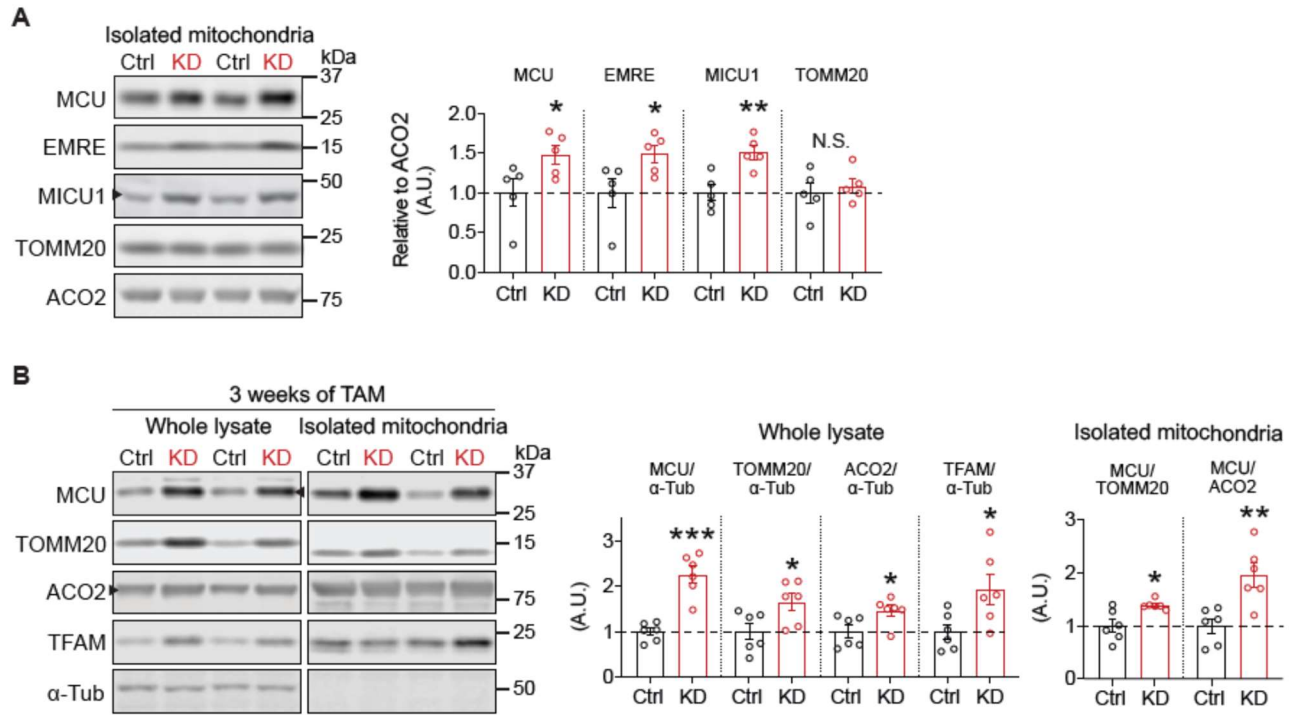 A
Isolated mitochondria
Ctrl KD Ctrl KD kDa
37
MCU
25
EMRE 15
50
MICU1
25
TOMM20
ACO2 75
MCU EMRE MICU1 TOMM20
* * ** N.S.
Relative to ACO2
(A.U.)
2.0
1.5
1.0
0.5
0.0
Ctrl KD Ctrl KD Ctrl KD Ctrl KD
B
3 weeks of TAM
Whole lysate Isolated mitochondria
Ctrl KD Ctrl KD Ctrl KD Ctrl KD kDa
37
MCU
25
TOMM20 15
ACO2
75
TFAM 25
α-Tub 50
Whole lysate
MCU/ TOMM20/ ACO2/ TFAM/
α-Tub α-Tub α-Tub α-Tub
*** * * *
(A.U.)
3
2
1
0
Ctrl KD Ctrl KD Ctrl KD Ctrl KD
Isolated mitochondria
MCU/ MCU/
TOMM20 ACO2
* **
(A.U.)
3
2
1
0
Ctrl KD Ctrl KD